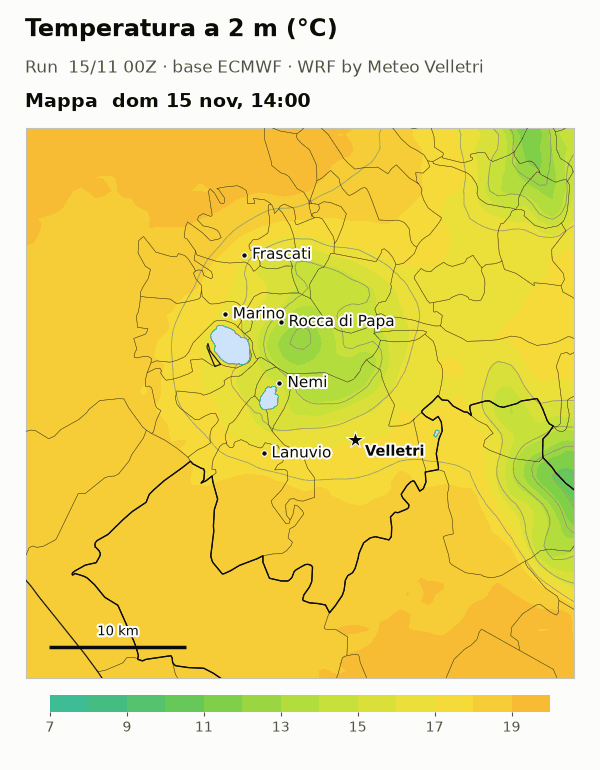 Temperatura a 2 m (°C)
Run  15/11 00Z · base ECMWF · WRF by Meteo Velletri
Mappa  dom 15 nov, 14:00
Frascati
Marino
Rocca di Papa
Nemi
Velletri
Lanuvio
10 km
7 9 11 13 15 17 19